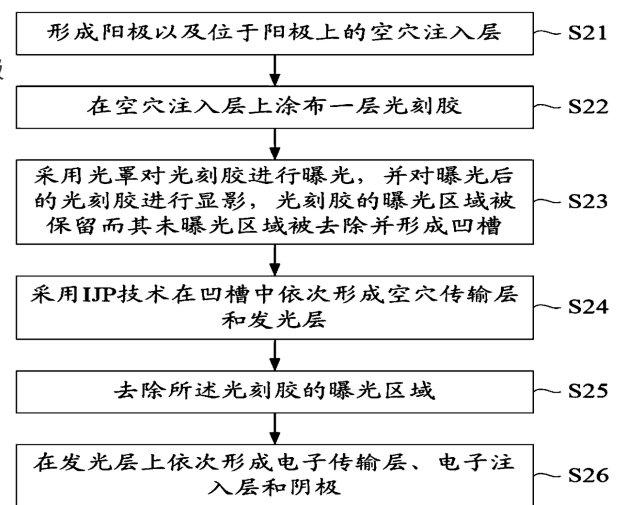 形成阳极以及位于阳极上的空穴注入层 S21
在空穴注入层上涂布一层光刻胶 S22
采用光罩对光刻胶进行曝光，并对曝光后
的光刻胶进行显影，光刻胶的曝光区域被
保留而其未曝光区域被去除并形成凹槽 S23
采用IJP技术在凹槽中依次形成空穴传输层
和发光层 S24
去除所述光刻胶的曝光区域 S25
在发光层上依次形成电子传输层、电子注
入层和阴极 S26